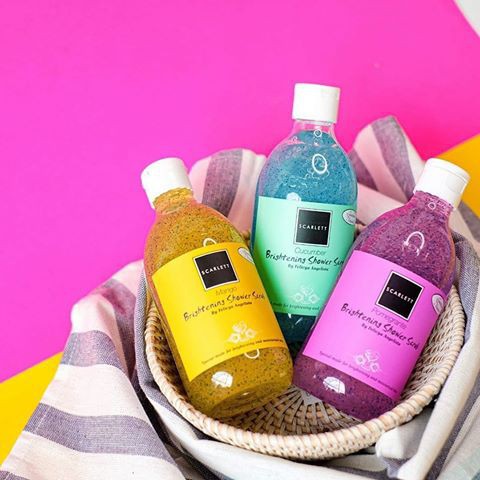 SCARLETT
Mango
Brightening Shower Scrub
By Felicya Angelista
SCARLETT
Cucumber
Brightening Shower Scrub
By Felicya Angelista
SCARLETT
Pomegrante
Brightening Shower Scrub
By Felicya Angelista